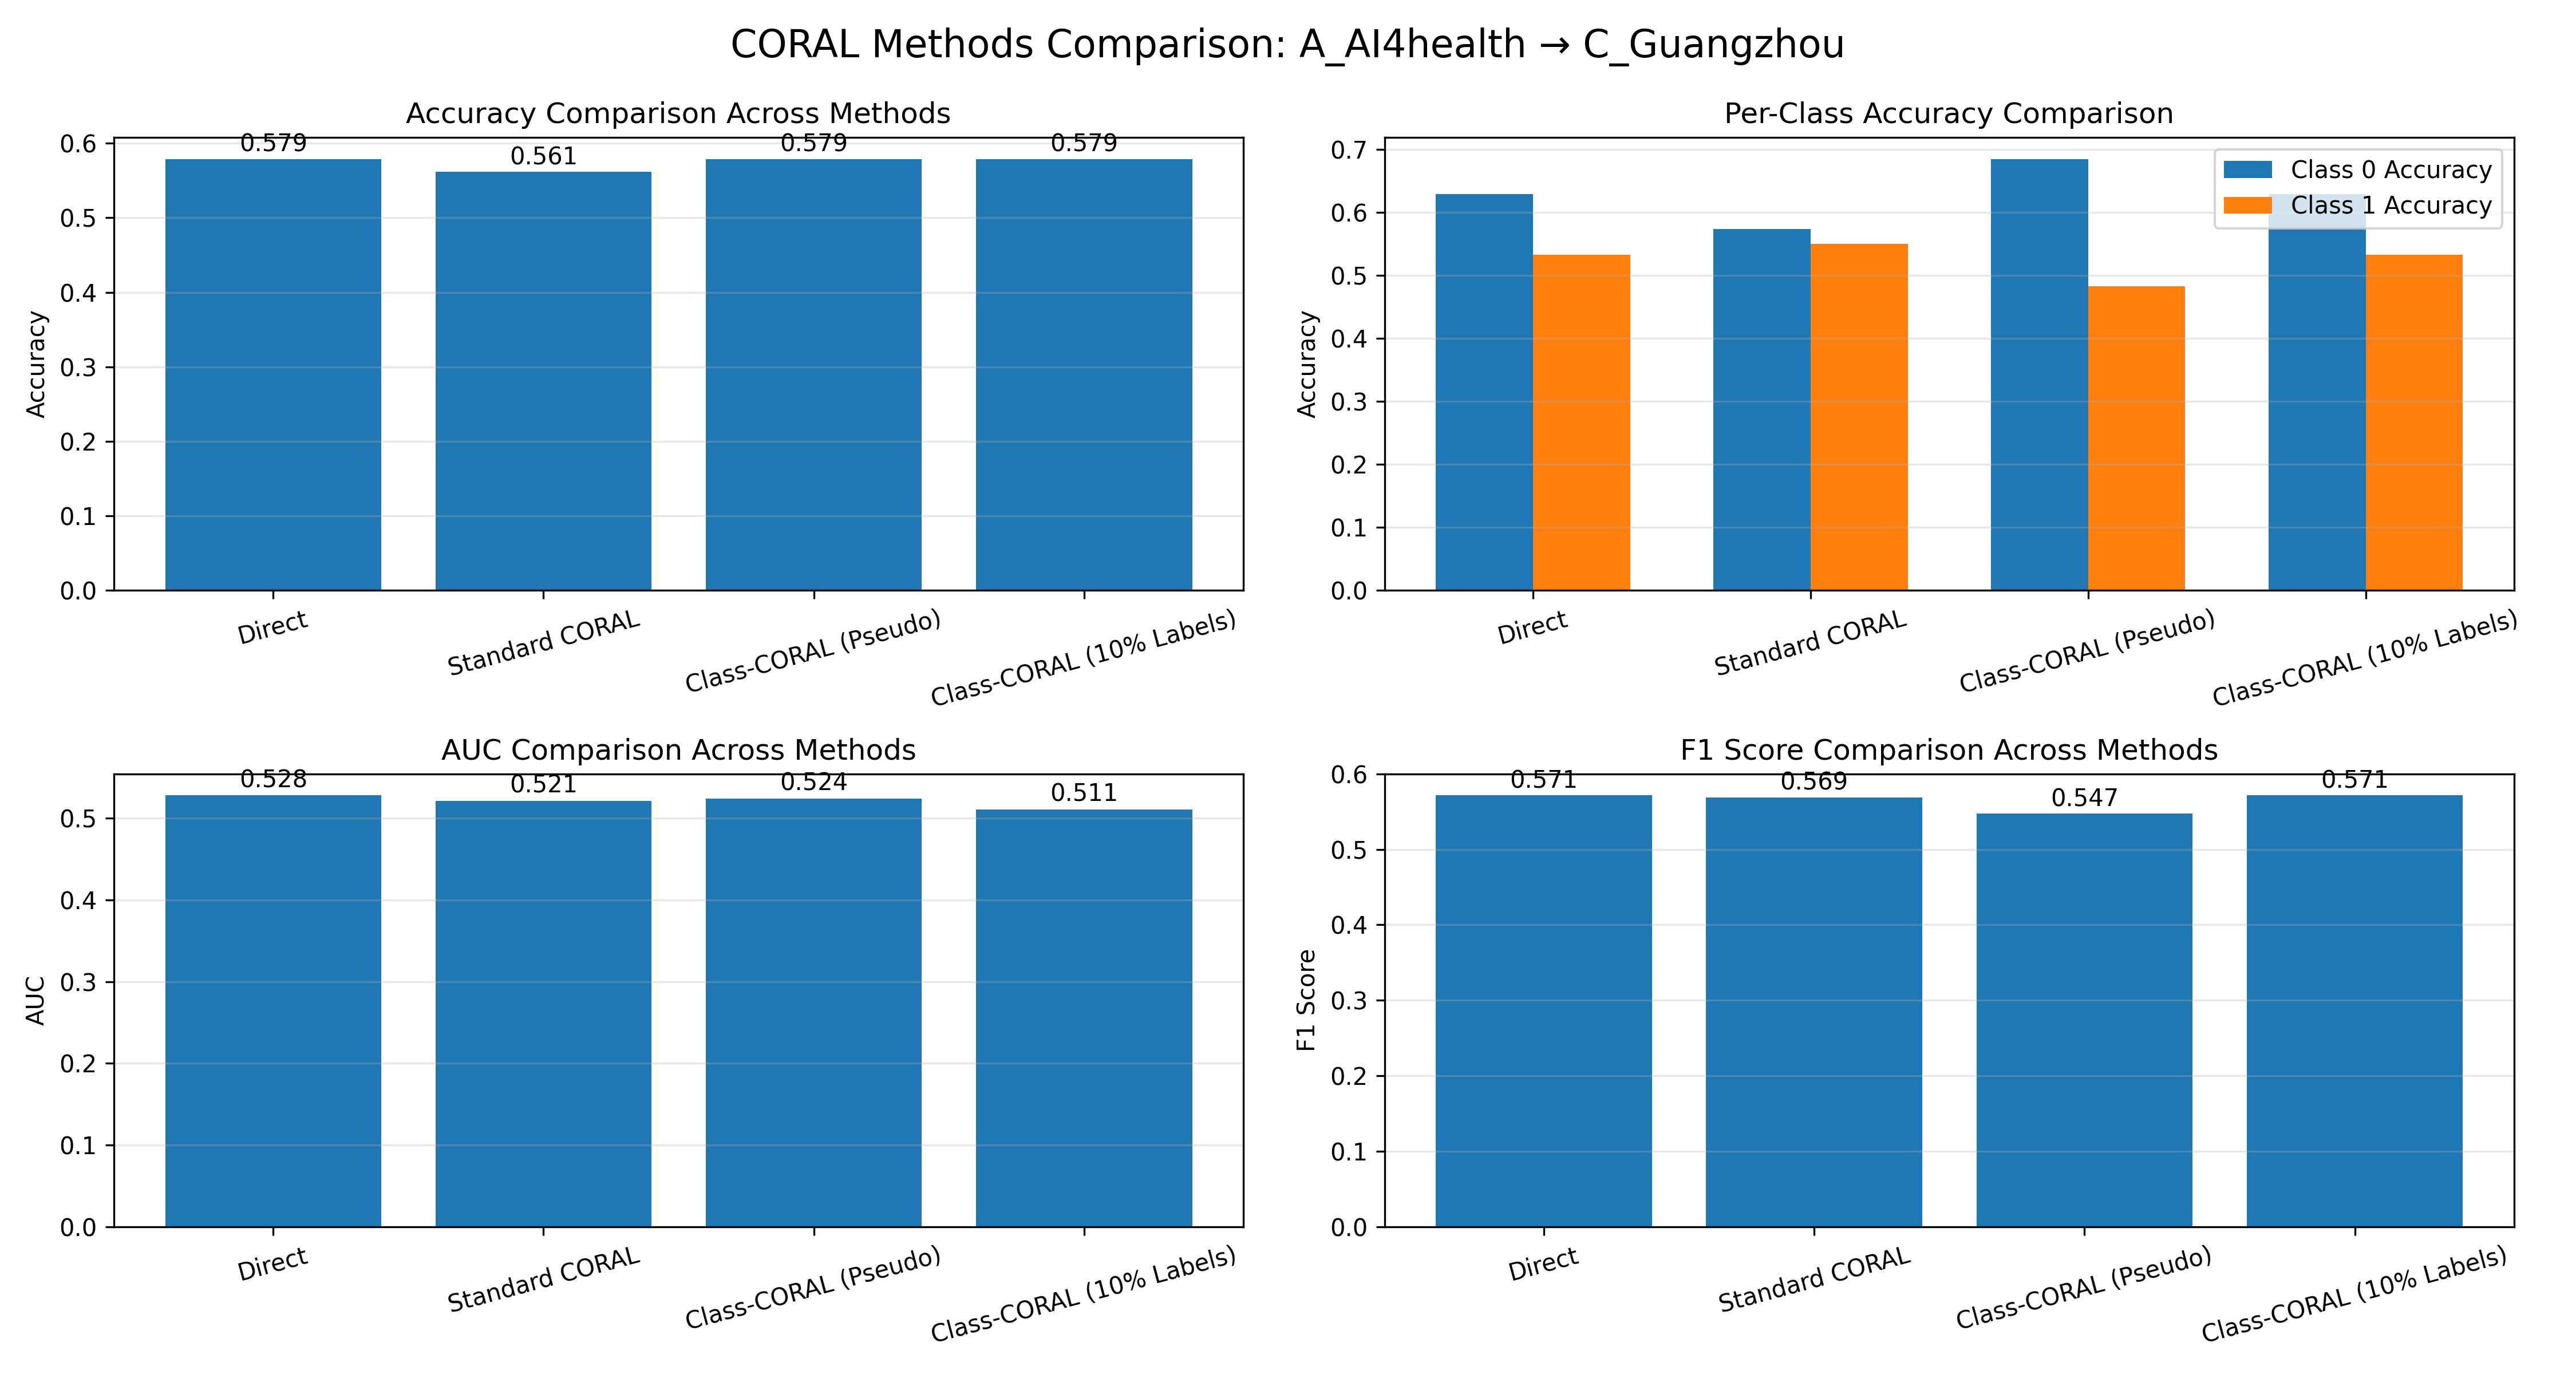 CORAL Methods Comparison: A_AI4health → C_Guangzhou
Accuracy Comparison Across Methods
0.6
0.5
0.4
0.3
0.2
0.1
0.0
Accuracy
0.579
0.561
0.579
0.579
Direct
Standard CORAL
Class-CORAL (Pseudo)
Class-CORAL (10% Labels)
Per-Class Accuracy Comparison
0.7
0.6
0.5
0.4
0.3
0.2
0.1
0.0
Accuracy
Class 0 Accuracy
Class 1 Accuracy
Direct
Standard CORAL
Class-CORAL (Pseudo)
Class-CORAL (10% Labels)
AUC Comparison Across Methods
0.5
0.4
0.3
0.2
0.1
0.0
AUC
0.528
0.521
0.524
0.511
Direct
Standard CORAL
Class-CORAL (Pseudo)
Class-CORAL (10% Labels)
F1 Score Comparison Across Methods
0.6
0.5
0.4
0.3
0.2
0.1
0.0
F1 Score
0.571
0.569
0.547
0.571
Direct
Standard CORAL
Class-CORAL (Pseudo)
Class-CORAL (10% Labels)